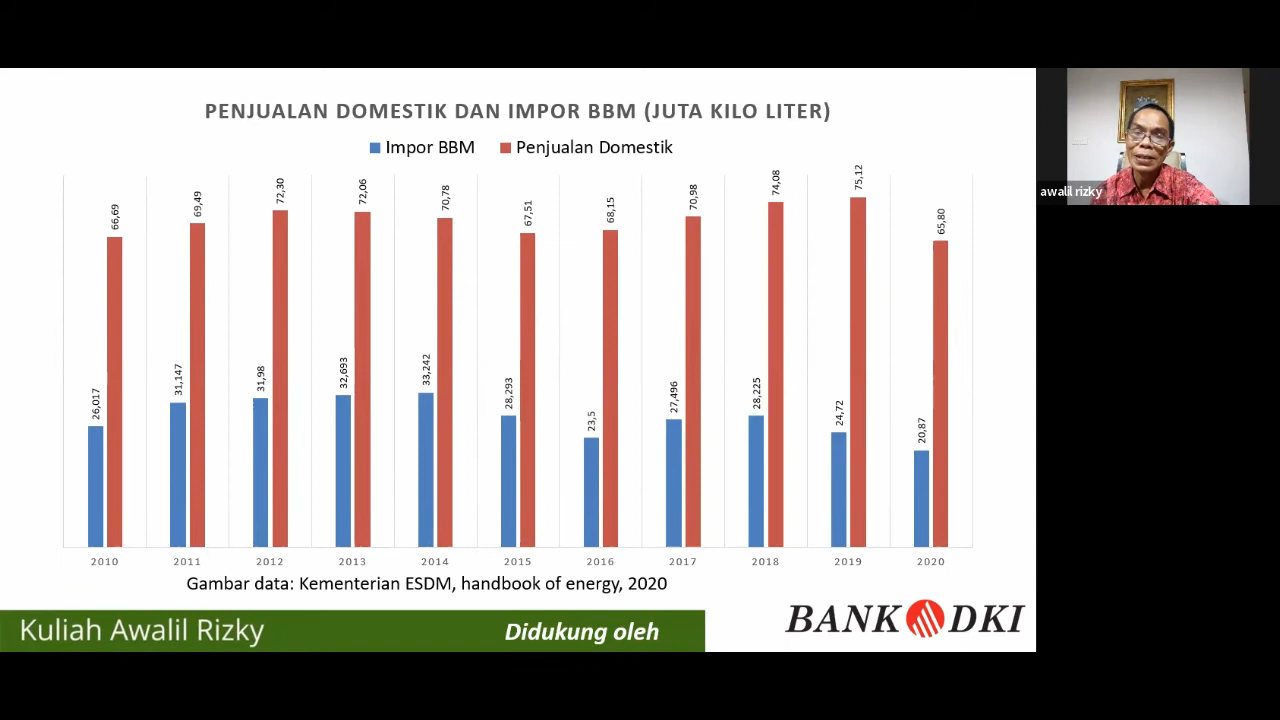 PENJUALAN DOMESTIK DAN IMPOR BBM (JUTA KILO LITER)
Impor BBM Penjualan Domestik
26,017 66,69 31,147 69,49 31,98 72,30 32,693 72,06 33,242 70,78 28,293 67,51 23,5 68,15 27,496 70,98 28,225 74,08 24,72 75,12 20,87 65,80
2010 2011 2012 2013 2014 2015 2016 2017 2018 2019 2020
Gambar data: Kementerian ESDM, handbook of energy, 2020
Kuliah Awalil Rizky Didukung oleh
BANK DKI
awalil rizky